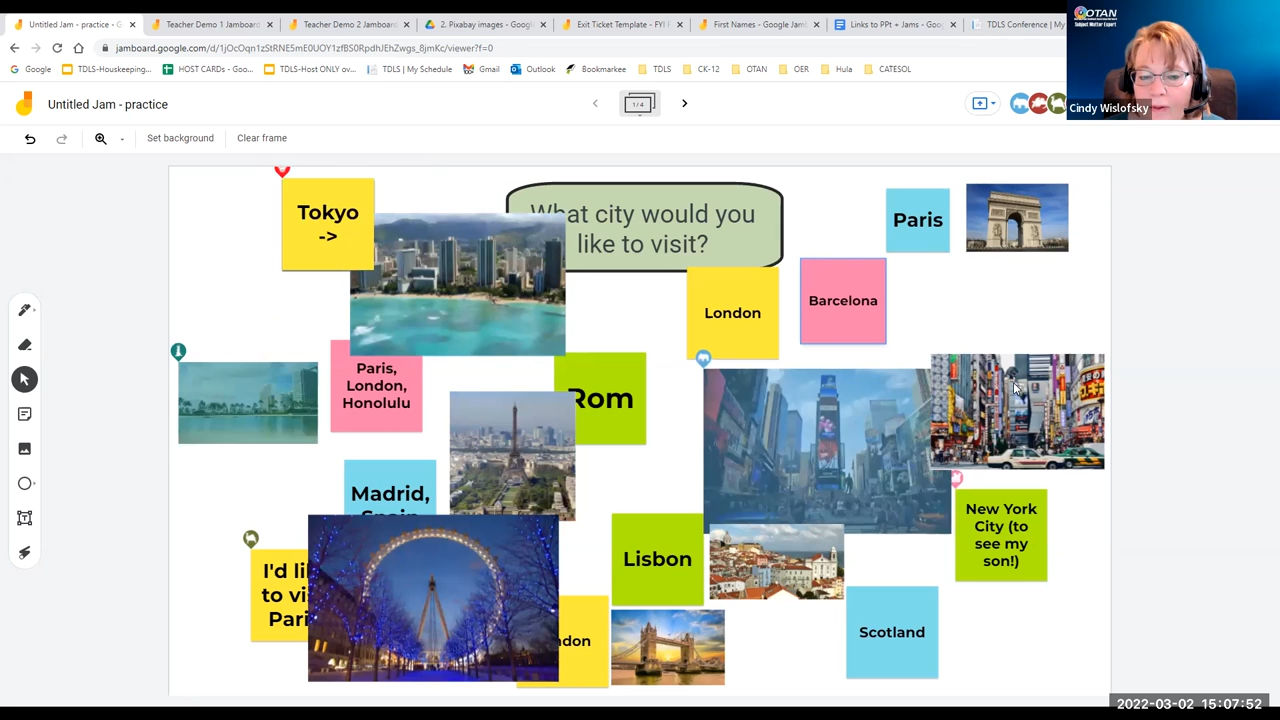 Untitled Jam - practice - G
Teacher Demo 1 Jamboard
Teacher Demo 2 Jamb
2. Pixabay images - Google
Exit Ticket Template - FYI
First Names - Google Jam
Links to PPt + Jams - Goo
TDLS Conference | M
OTAN
Subject Matter Expert
jamboard.google.com/d/1jOcOqn1zStRNE5mE0UOY1zfBS0RpdhJEhZwgs_8jmKc/viewer?f=0
Google
TDLS-Housekeeping...
HOST CARDs - Goo...
TDLS-Host ONLY ov...
TDLS | My Schedule
Gmail
Outlook
Bookmarkee
TDLS
CK-12
OTAN
OER
Hula
CATESOL
Cindy Wislofsky
Untitled Jam - practice
1/4
Set background
Clear frame
Tokyo
->
What city would you
like to visit?
Paris
London
Barcelona
Paris,
London,
Honolulu
Rom
Madrid,
Spain
New York
City (to
see my
son!)
Lisbon
I'd li
to vi
Pari
don
Scotland
2022-03-02 15:07:52